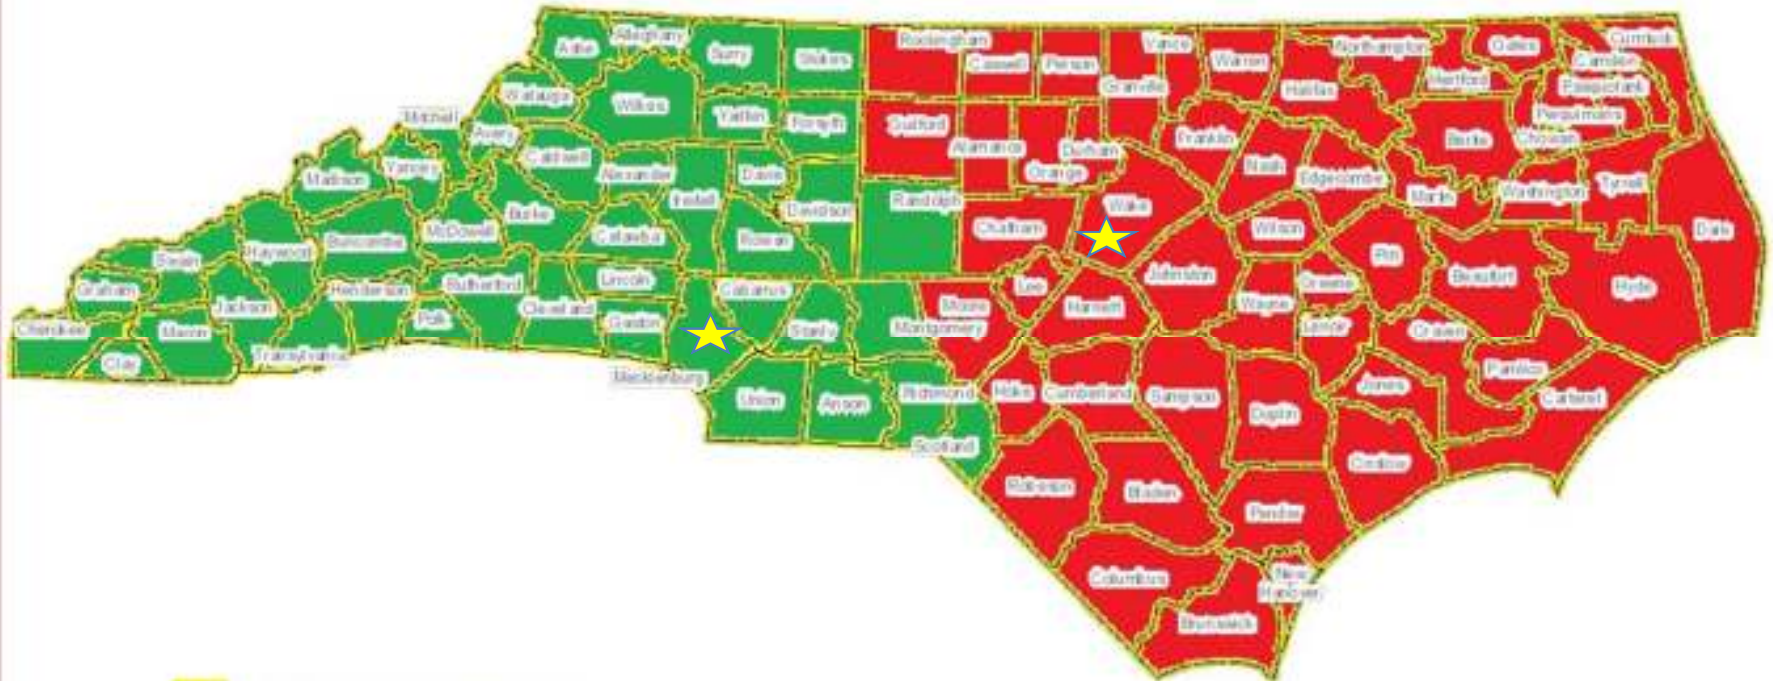 Ashe
Alleghany
Surry
Stokes
Rockingham
Caswell
Person
Vance
Granville
Warren
Northampton
Halifax
Hertford
Gates
Currituck
Camden
Pasquotank
Perquimans
Chowan
Watauga
Wilkes
Yadkin
Forsyth
Guilford
Alamance
Durham
Orange
Franklin
Nash
Edgecombe
Bertie
Martin
Washington
Tyrrell
Dare
Mitchell
Avery
Caldwell
Alexander
Iredell
Davie
Davidson
Randolph
Chatham
Wake
Wilson
Madison
Yancey
Burke
McDowell
Catawba
Rowan
Swain
Haywood
Buncombe
Graham
Jackson
Henderson
Rutherford
Cleveland
Lincoln
Gaston
Cabarrus
Stanly
Montgomery
Moore
Lee
Harnett
Johnston
Wayne
Greene
Lenoir
Pitt
Beaufort
Craven
Hyde
Cherokee
Clay
Macon
Transylvania
Polk
Mecklenburg
Union
Anson
Richmond
Scotland
Hoke
Cumberland
Sampson
Duplin
Jones
Pamlico
Carteret
Onslow
Robeson
Bladen
Pender
Columbus
New
Hanover
Brunswick